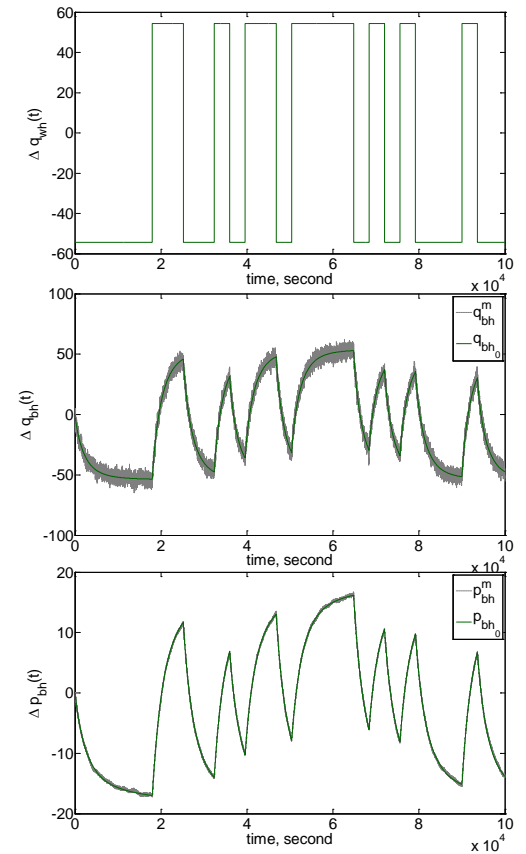 60
40
20
0
-20
-40
-60
Δ q_wh(t)
0 2 4 6 8 10
time, second
x 10^4
100
50
0
-50
-100
Δ q_bh(t)
q_bh^m
q_bh_0
0 2 4 6 8 10
time, second
x 10^4
20
10
0
-10
-20
Δ p_bh(t)
p_bh^m
p_bh_0
0 2 4 6 8 10
time, second
x 10^4